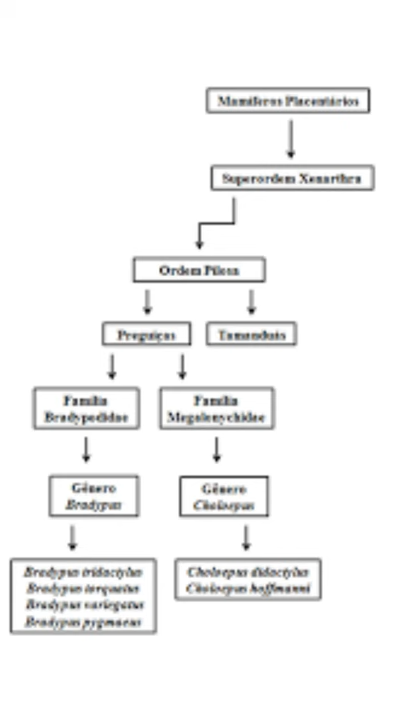 Mamíferos Placentários
Superordem Xenarthra
Ordem Pilosa
Preguiças
Tamanduás
Família
Bradypodidae
Família
Megalonychidae
Gênero
Bradypus
Gênero
Choloepus
Bradypus tridactylus
Bradypus torquatus
Bradypus variegatus
Bradypus pygmaeus
Choloepus didactylus
Choloepus hoffmanni